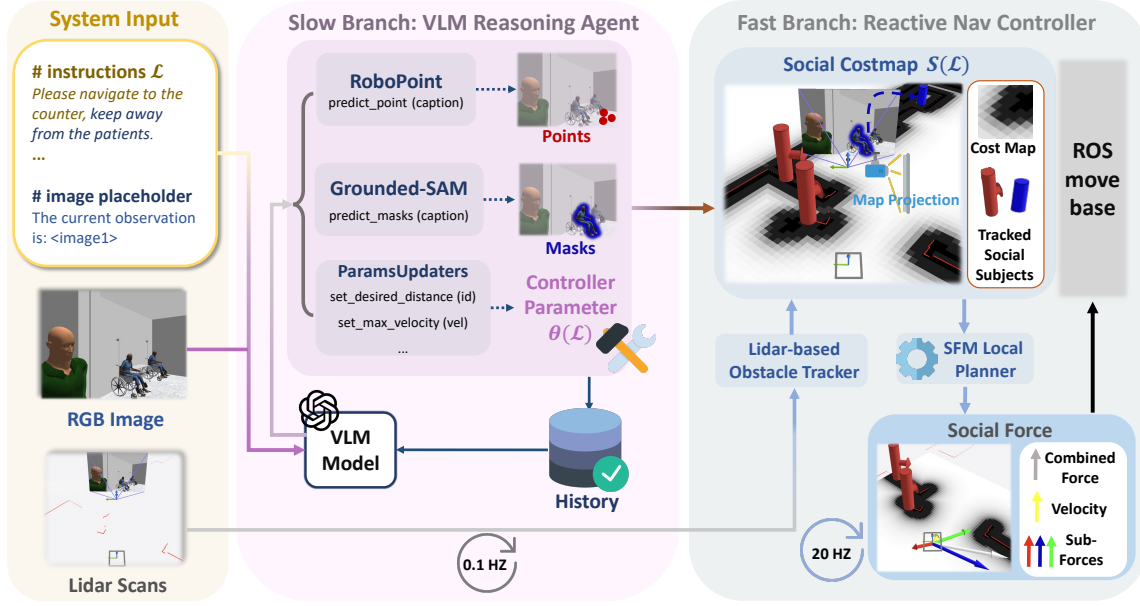 System Input
# instructions ℒ
Please navigate to the
counter, keep away
from the patients.
...
# image placeholder
The current observation
is: <image1>
RGB Image
Lidar Scans
Slow Branch: VLM Reasoning Agent
RoboPoint
predict_point (caption)
Points
Grounded-SAM
predict_masks (caption)
Masks
ParamsUpdaters
set_desired_distance (id)
set_max_velocity (vel)
...
Controller
Parameter
θ(ℒ)
VLM
Model
History
0.1 HZ
Fast Branch: Reactive Nav Controller
Social Costmap S(ℒ)
Map Projection
Cost Map
Tracked
Social
Subjects
ROS
move
base
Lidar-based
Obstacle Tracker
SFM Local
Planner
20 HZ
Social Force
Combined
Force
Velocity
Sub-
Forces